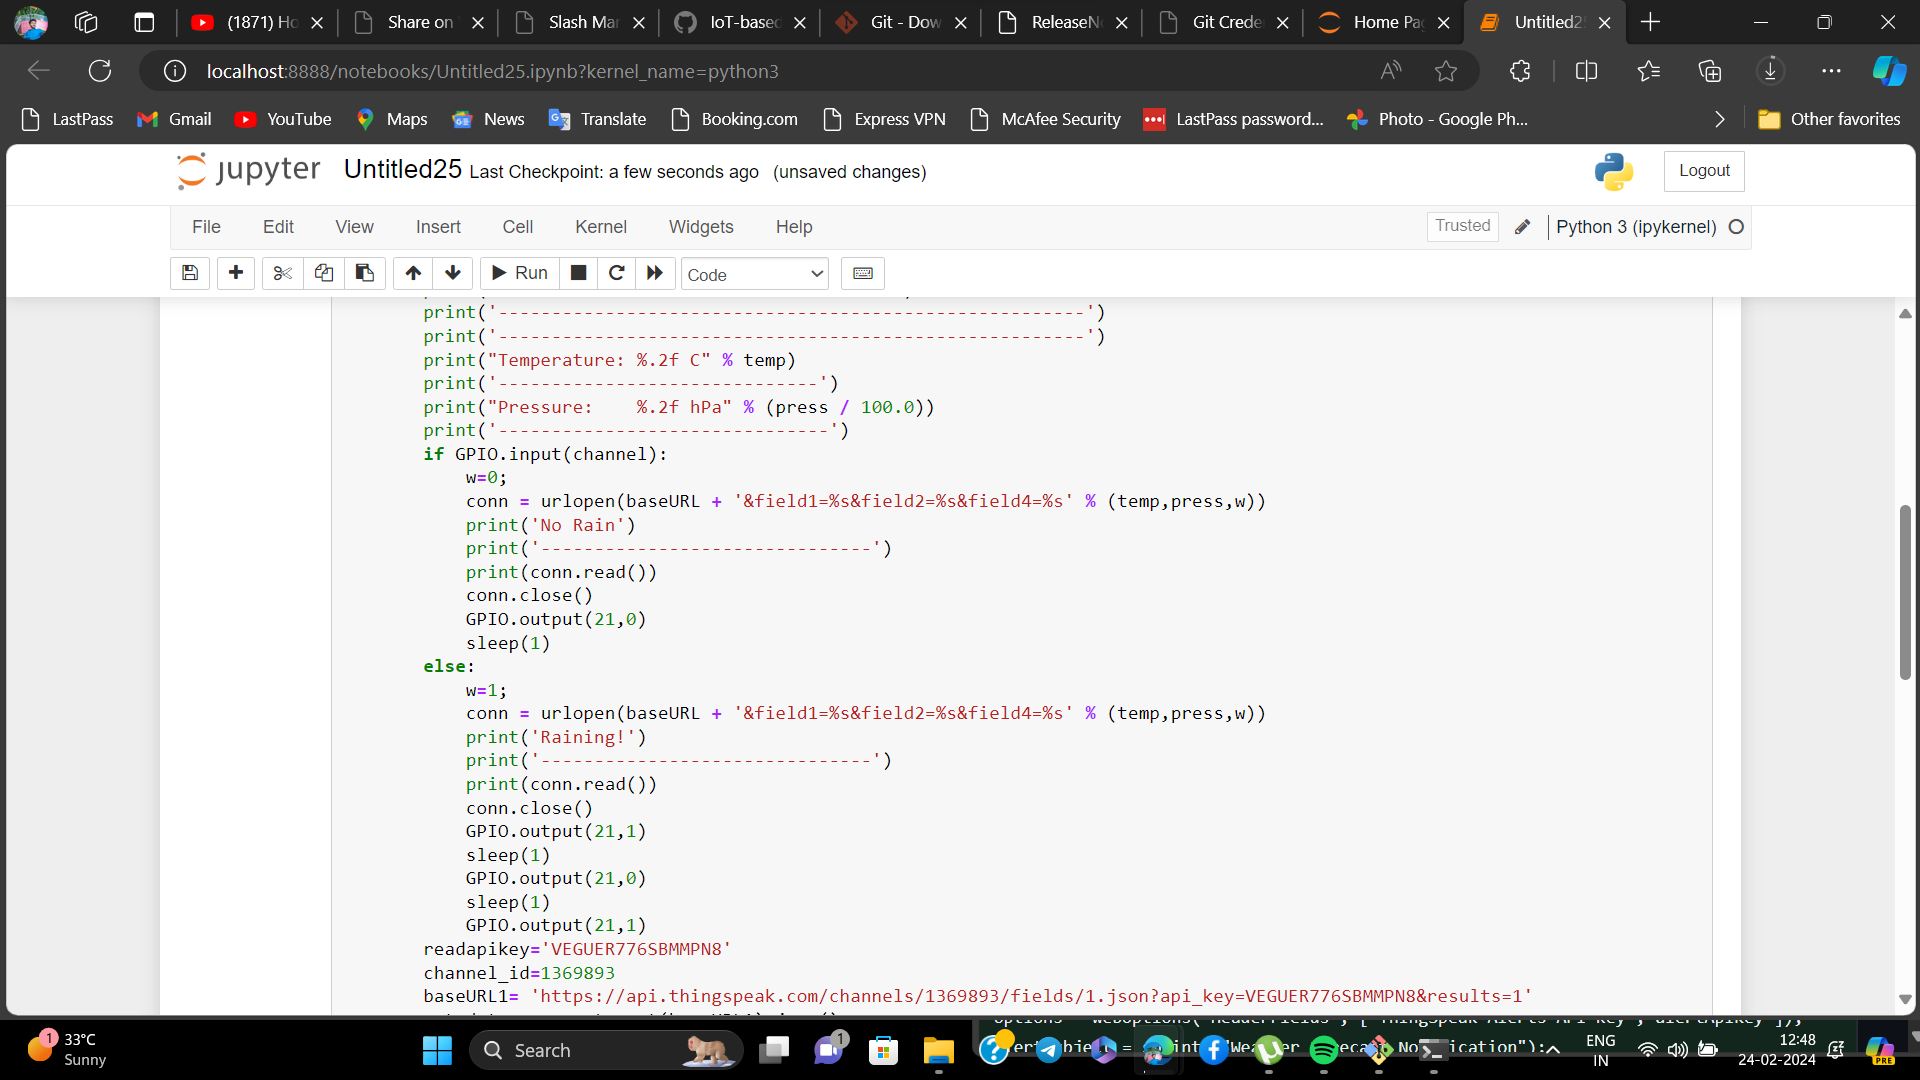 (1871) Ho
Share on
Slash Mar
IoT-based
Git - Dow
ReleaseN
Git Crede
Home Pa
Untitled25
localhost:8888/notebooks/Untitled25.ipynb?kernel_name=python3
LastPass
Gmail
YouTube
Maps
News
Translate
Booking.com
Express VPN
McAfee Security
LastPass password...
Photo - Google Ph...
Other favorites
jupyter Untitled25 Last Checkpoint: a few seconds ago (unsaved changes)
Logout
File Edit View Insert Cell Kernel Widgets Help
Trusted
Python 3 (ipykernel)
Run
Code
print('-------------------------------------------------------')
print('-------------------------------------------------------')
print("Temperature: %.2f C" % temp)
print('------------------------------')
print("Pressure:    %.2f hPa" % (press / 100.0))
print('-------------------------------')
if GPIO.input(channel):
    w=0;
    conn = urlopen(baseURL + '&field1=%s&field2=%s&field4=%s' % (temp,press,w))
    print('No Rain')
    print('-------------------------------')
    print(conn.read())
    conn.close()
    GPIO.output(21,0)
    sleep(1)
else:
    w=1;
    conn = urlopen(baseURL + '&field1=%s&field2=%s&field4=%s' % (temp,press,w))
    print('Raining!')
    print('-------------------------------')
    print(conn.read())
    conn.close()
    GPIO.output(21,1)
    sleep(1)
    GPIO.output(21,0)
    sleep(1)
    GPIO.output(21,1)
readapikey='VEGUER776SBMMPN8'
channel_id=1369893
baseURL1= 'https://api.thingspeak.com/channels/1369893/fields/1.json?api_key=VEGUER776SBMMPN8&results=1'
33°C
Sunny
Search
ENG
IN
12:48
24-02-2024